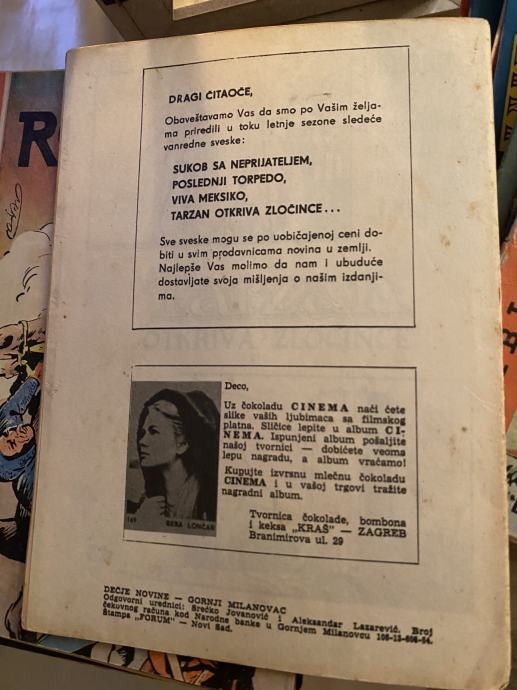 DRAGI ČITAOČE,
Obaveštavamo Vas da smo po Vašimželja-
ma priredili u toku letnje sezone sledeće
vanredne sveske:
SUKOB SA NEPRIJATELJEM,
POSLEDNJI TORPEDO,
VIVA MEKSIKO,
TARZAN OTKRIVA ZLOČINCE...
Sve sveske mogu se po uobičajenoj ceni do-
biti u svim prodavnicama novina u zemlji.
Najlepše Vas molimo da nam i ubuduće
dostavljate svoja mišljenja o našim izdanji-
ma.
OTKRIVA ZLOČINCE
Deco,
Uz čokoladu CINEMA naći ćete
slike vaših ljubimaca sa filmskog
platna. Sličice lepite u album CI-
NEMA. Ispunjeni album pošaljite
našoj tvornici — dobićete veoma
lepu nagradu, a album vraćamo!
Kupujte izvrsnu mlečnu čokoladu
CINEMA i u vašoj trgovi tražite
nagradni album.
Tvornica čokolade, bombona
i keksa „KRAŠ" — ZAGREB
Branimirova ul. 29
169 BEBA LONČAR
DEČJE NOVINE — GORNJI MILANOVAC
Odgovorni urednici: Srećko Jovanović i Aleksandar Lazarević. Broj
čekovnog računa kod Narodne banke u Gornjem Milanovcu
Štampa „FORUM" — Novi Sad.
R